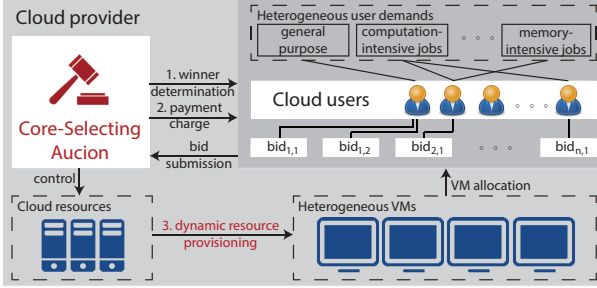 Cloud provider
Heterogeneous user demands
general
purpose
computation-
intensive jobs
memory-
intensive jobs
Core-Selecting
Aucion
1. winner
determination
2. payment
charge
bid
submission
Cloud users
bid1,1
bid1,2
bid2,1
bidn,1
control
VM allocation
Cloud resources
3. dynamic resource
provisioning
Heterogeneous VMs